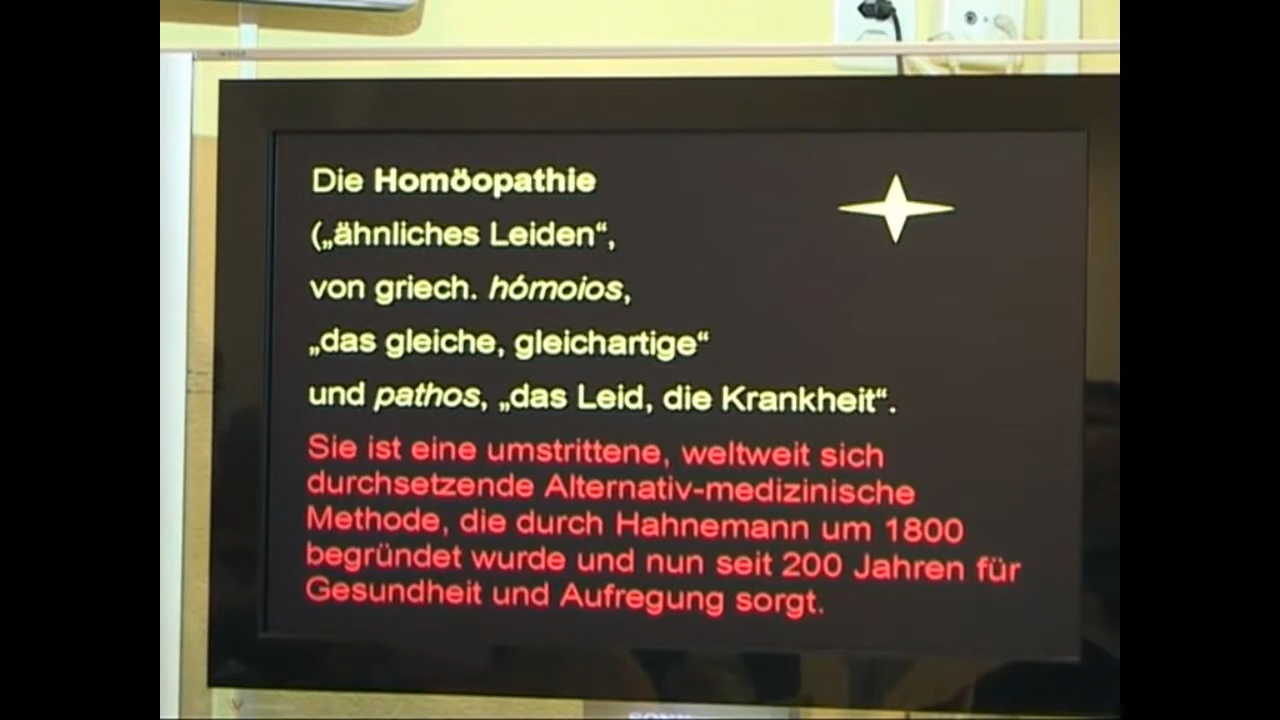 Die Homöopathie
(„ähnliches Leiden“,
von griech. hómoios,
„das gleiche, gleichartige“
und pathos, „das Leid, die Krankheit“.
Sie ist eine umstrittene, weltweit sich
durchsetzende Alternativ-medizinische
Methode, die durch Hahnemann um 1800
begründet wurde und nun seit 200 Jahren für
Gesundheit und Aufregung sorgt.
SONY